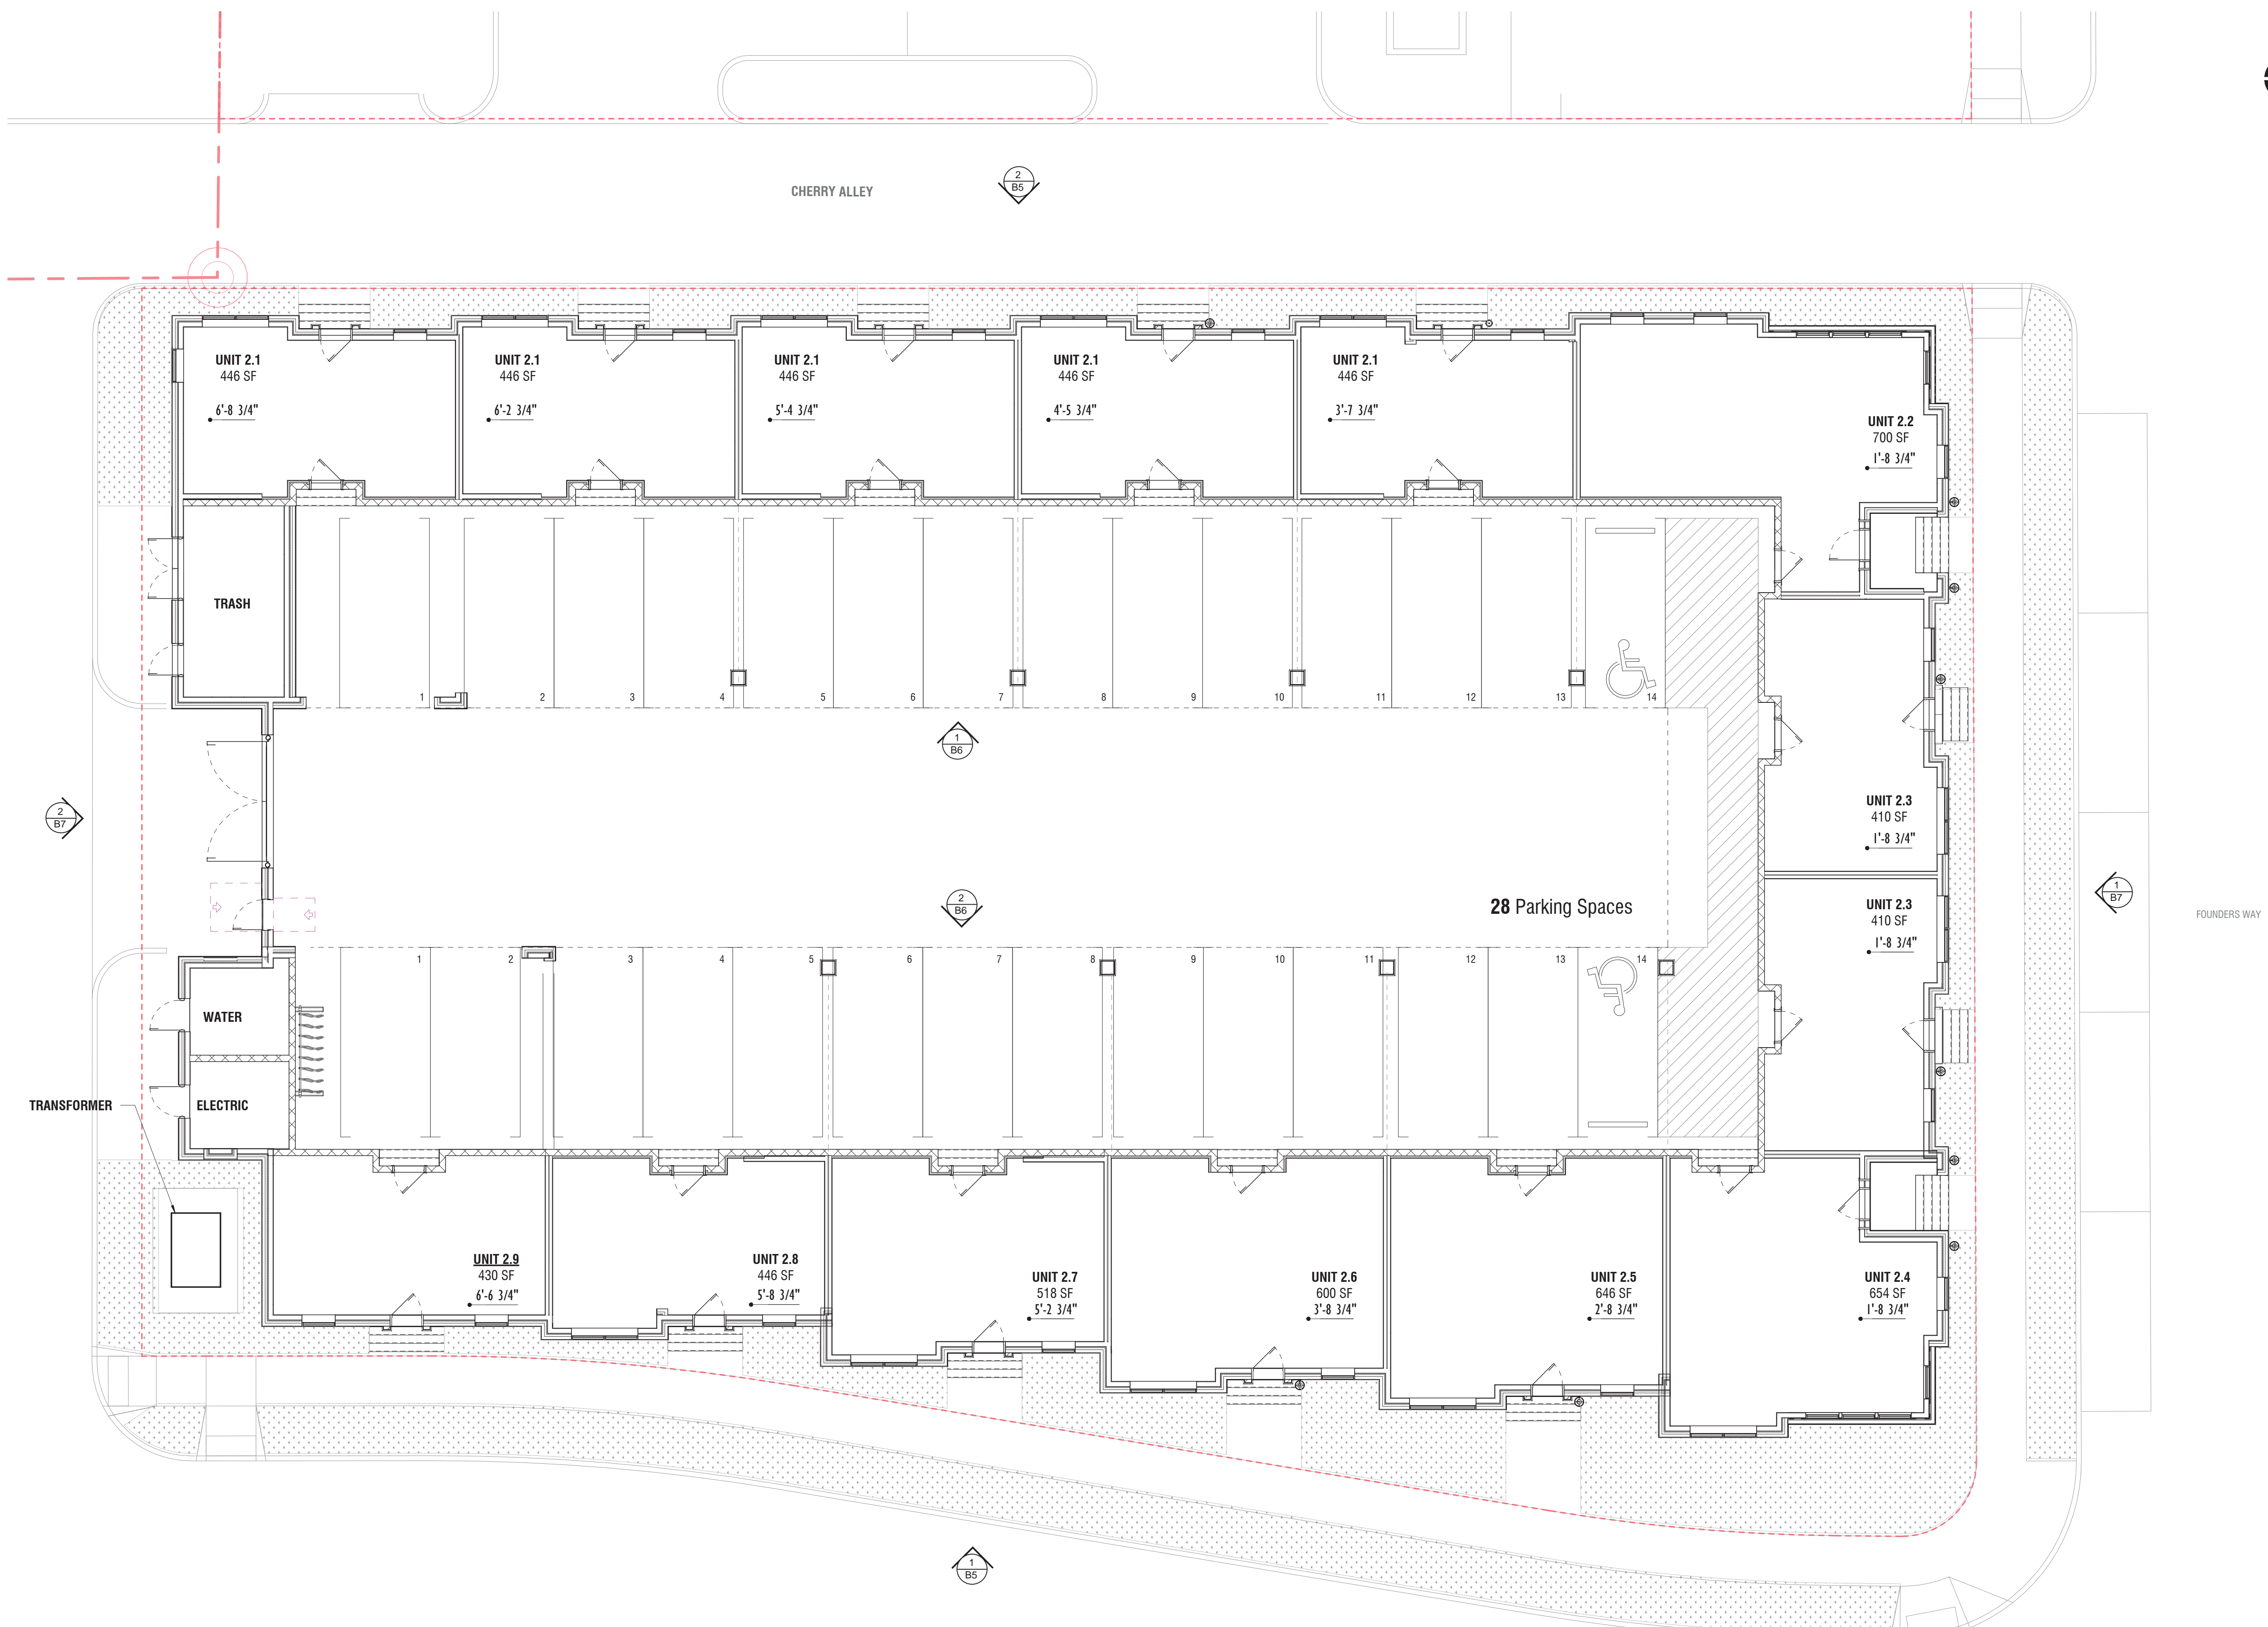 CHERRY ALLEY
2
B5
UNIT 2.1
446 SF
6'-8 3/4"
UNIT 2.1
446 SF
6'-2 3/4"
UNIT 2.1
446 SF
5'-4 3/4"
UNIT 2.1
446 SF
4'-5 3/4"
UNIT 2.1
446 SF
3'-7 3/4"
UNIT 2.2
700 SF
1'-8 3/4"
TRASH
1 2 3 4 5 6 7 8 9 10 11 12 13 14
1
B6
2
B7
UNIT 2.3
410 SF
1'-8 3/4"
2
B6
28 Parking Spaces
UNIT 2.3
410 SF
1'-8 3/4"
1
B7
FOUNDERS WAY
1 2 3 4 5 6 7 8 9 10 11 12 13 14
WATER
TRANSFORMER
ELECTRIC
UNIT 2.9
430 SF
6'-6 3/4"
UNIT 2.8
446 SF
5'-8 3/4"
UNIT 2.7
518 SF
5'-2 3/4"
UNIT 2.6
600 SF
3'-8 3/4"
UNIT 2.5
646 SF
2'-8 3/4"
UNIT 2.4
654 SF
1'-8 3/4"
1
B5